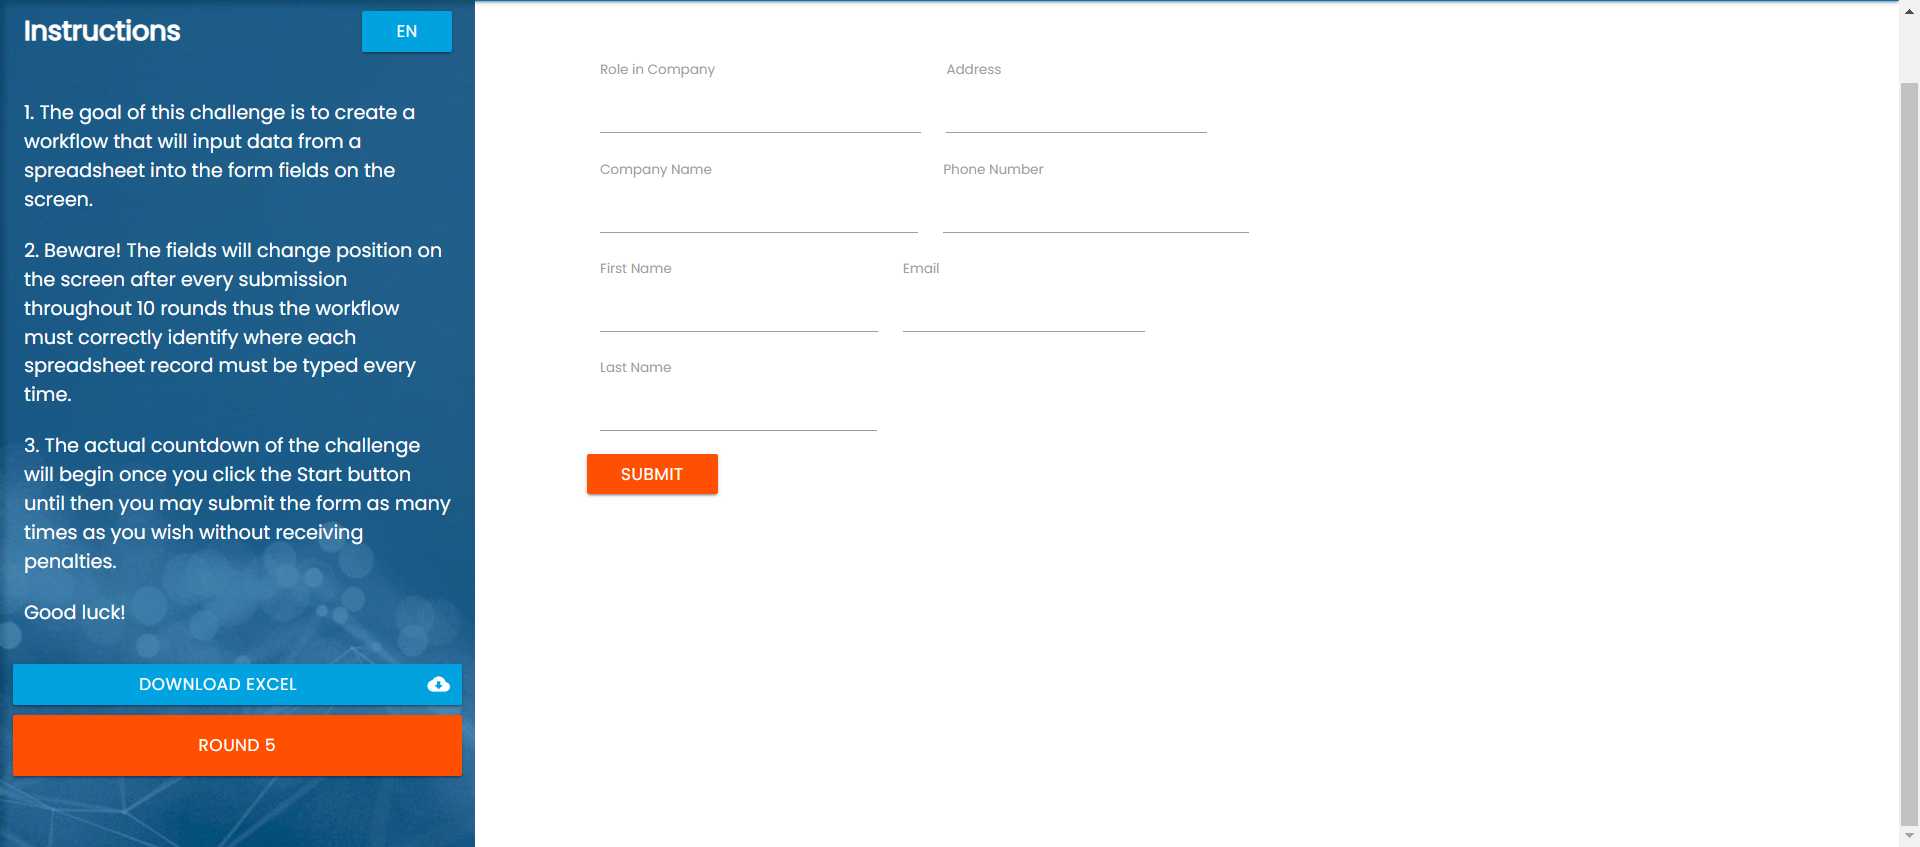 Instructions
EN
1. The goal of this challenge is to create a
workflow that will input data from a
spreadsheet into the form fields on the
screen.
2. Beware! The fields will change position on
the screen after every submission
throughout 10 rounds thus the workflow
must correctly identify where each
spreadsheet record must be typed every
time.
3. The actual countdown of the challenge
will begin once you click the Start button
until then you may submit the form as many
times as you wish without receiving
penalties.
Good luck!
DOWNLOAD EXCEL
ROUND 5
Role in Company
Address
Company Name
Phone Number
First Name
Email
Last Name
SUBMIT